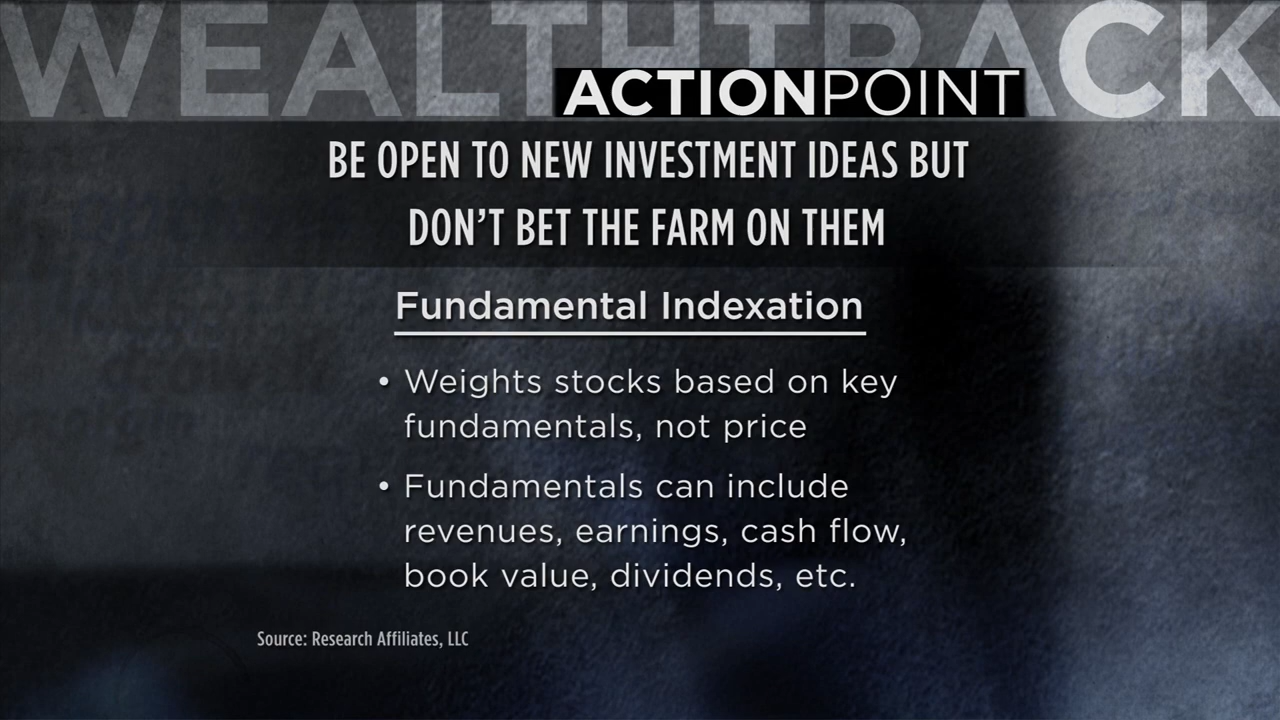 WEALTHTRACK
ACTIONPOINT
BE OPEN TO NEW INVESTMENT IDEAS BUT
DON'T BET THE FARM ON THEM
Fundamental Indexation
• Weights stocks based on key
fundamentals, not price
• Fundamentals can include
revenues, earnings, cash flow,
book value, dividends, etc.
Source: Research Affiliates, LLC